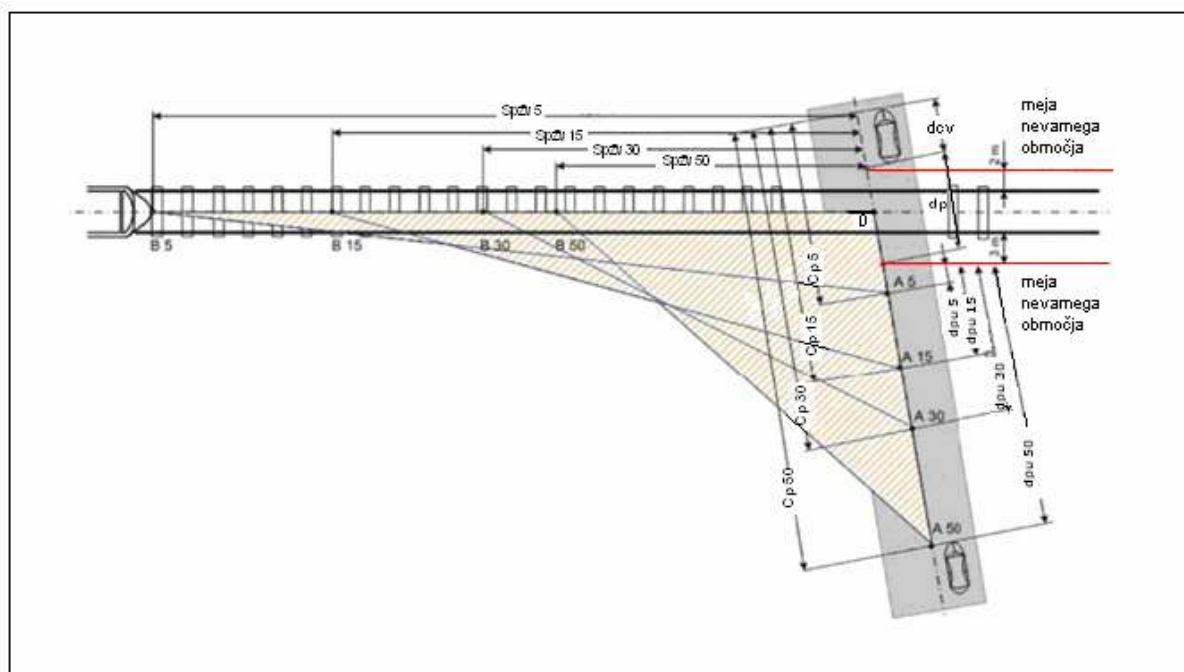 Spžv 5
Spžv 15
Spžv 30
Spžv 50
meja
nevarnega
območja
dcv
2 m
dp
D
3 m
B 5
B 15
B 30
B 50
Cp 5
Cp 15
Cp 30
Cp 50
A 5
A 15
A 30
A 50
dpu 5
dpu 15
dpu 30
dpu 50
meja
nevarnega
območja